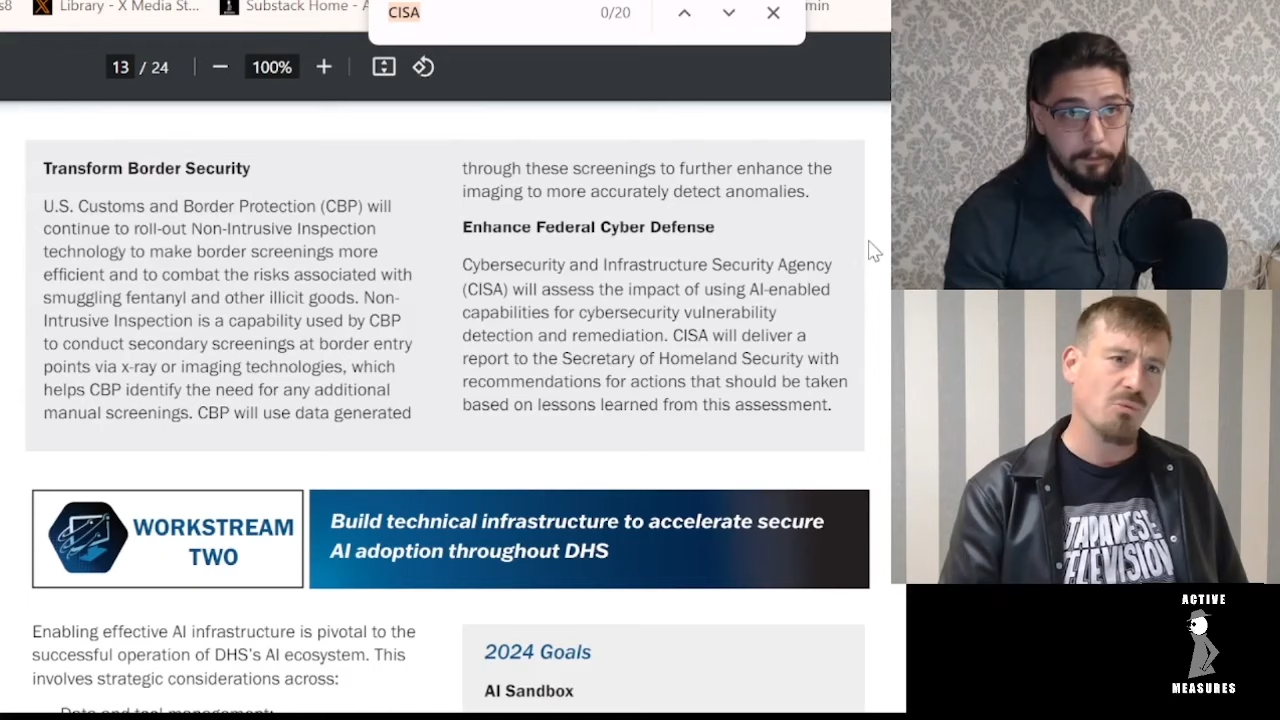 s8
Library - X Media St...
Substack Home - A
min
CISA
0/20
13 / 24
100%
Transform Border Security
U.S. Customs and Border Protection (CBP) will
continue to roll-out Non-Intrusive Inspection
technology to make border screenings more
efficient and to combat the risks associated with
smuggling fentanyl and other illicit goods. Non-
Intrusive Inspection is a capability used by CBP
to conduct secondary screenings at border entry
points via x-ray or imaging technologies, which
helps CBP identify the need for any additional
manual screenings. CBP will use data generated
through these screenings to further enhance the
imaging to more accurately detect anomalies.
Enhance Federal Cyber Defense
Cybersecurity and Infrastructure Security Agency
(CISA) will assess the impact of using AI-enabled
capabilities for cybersecurity vulnerability
detection and remediation. CISA will deliver a
report to the Secretary of Homeland Security with
recommendations for actions that should be taken
based on lessons learned from this assessment.
WORKSTREAM
TWO
Build technical infrastructure to accelerate secure
AI adoption throughout DHS
Enabling effective AI infrastructure is pivotal to the
successful operation of DHS's AI ecosystem. This
involves strategic considerations across:
Data and tool management:
2024 Goals
AI Sandbox
JAPANESE
TELEVISION
ACTIVE
MEASURES